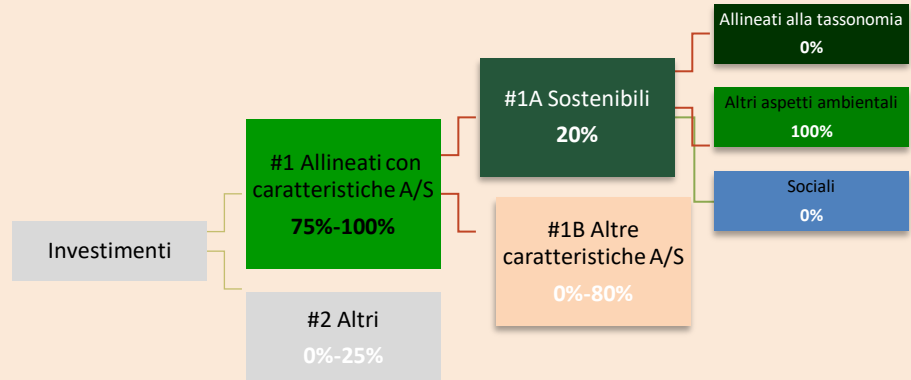 Investimenti
#1 Allineati con
caratteristiche A/S
75%-100%
#2 Altri
0%-25%
#1A Sostenibili
20%
#1B Altre
caratteristiche A/S
0%-80%
Allineati alla tassonomia
0%
Altri aspetti ambientali
100%
Sociali
0%